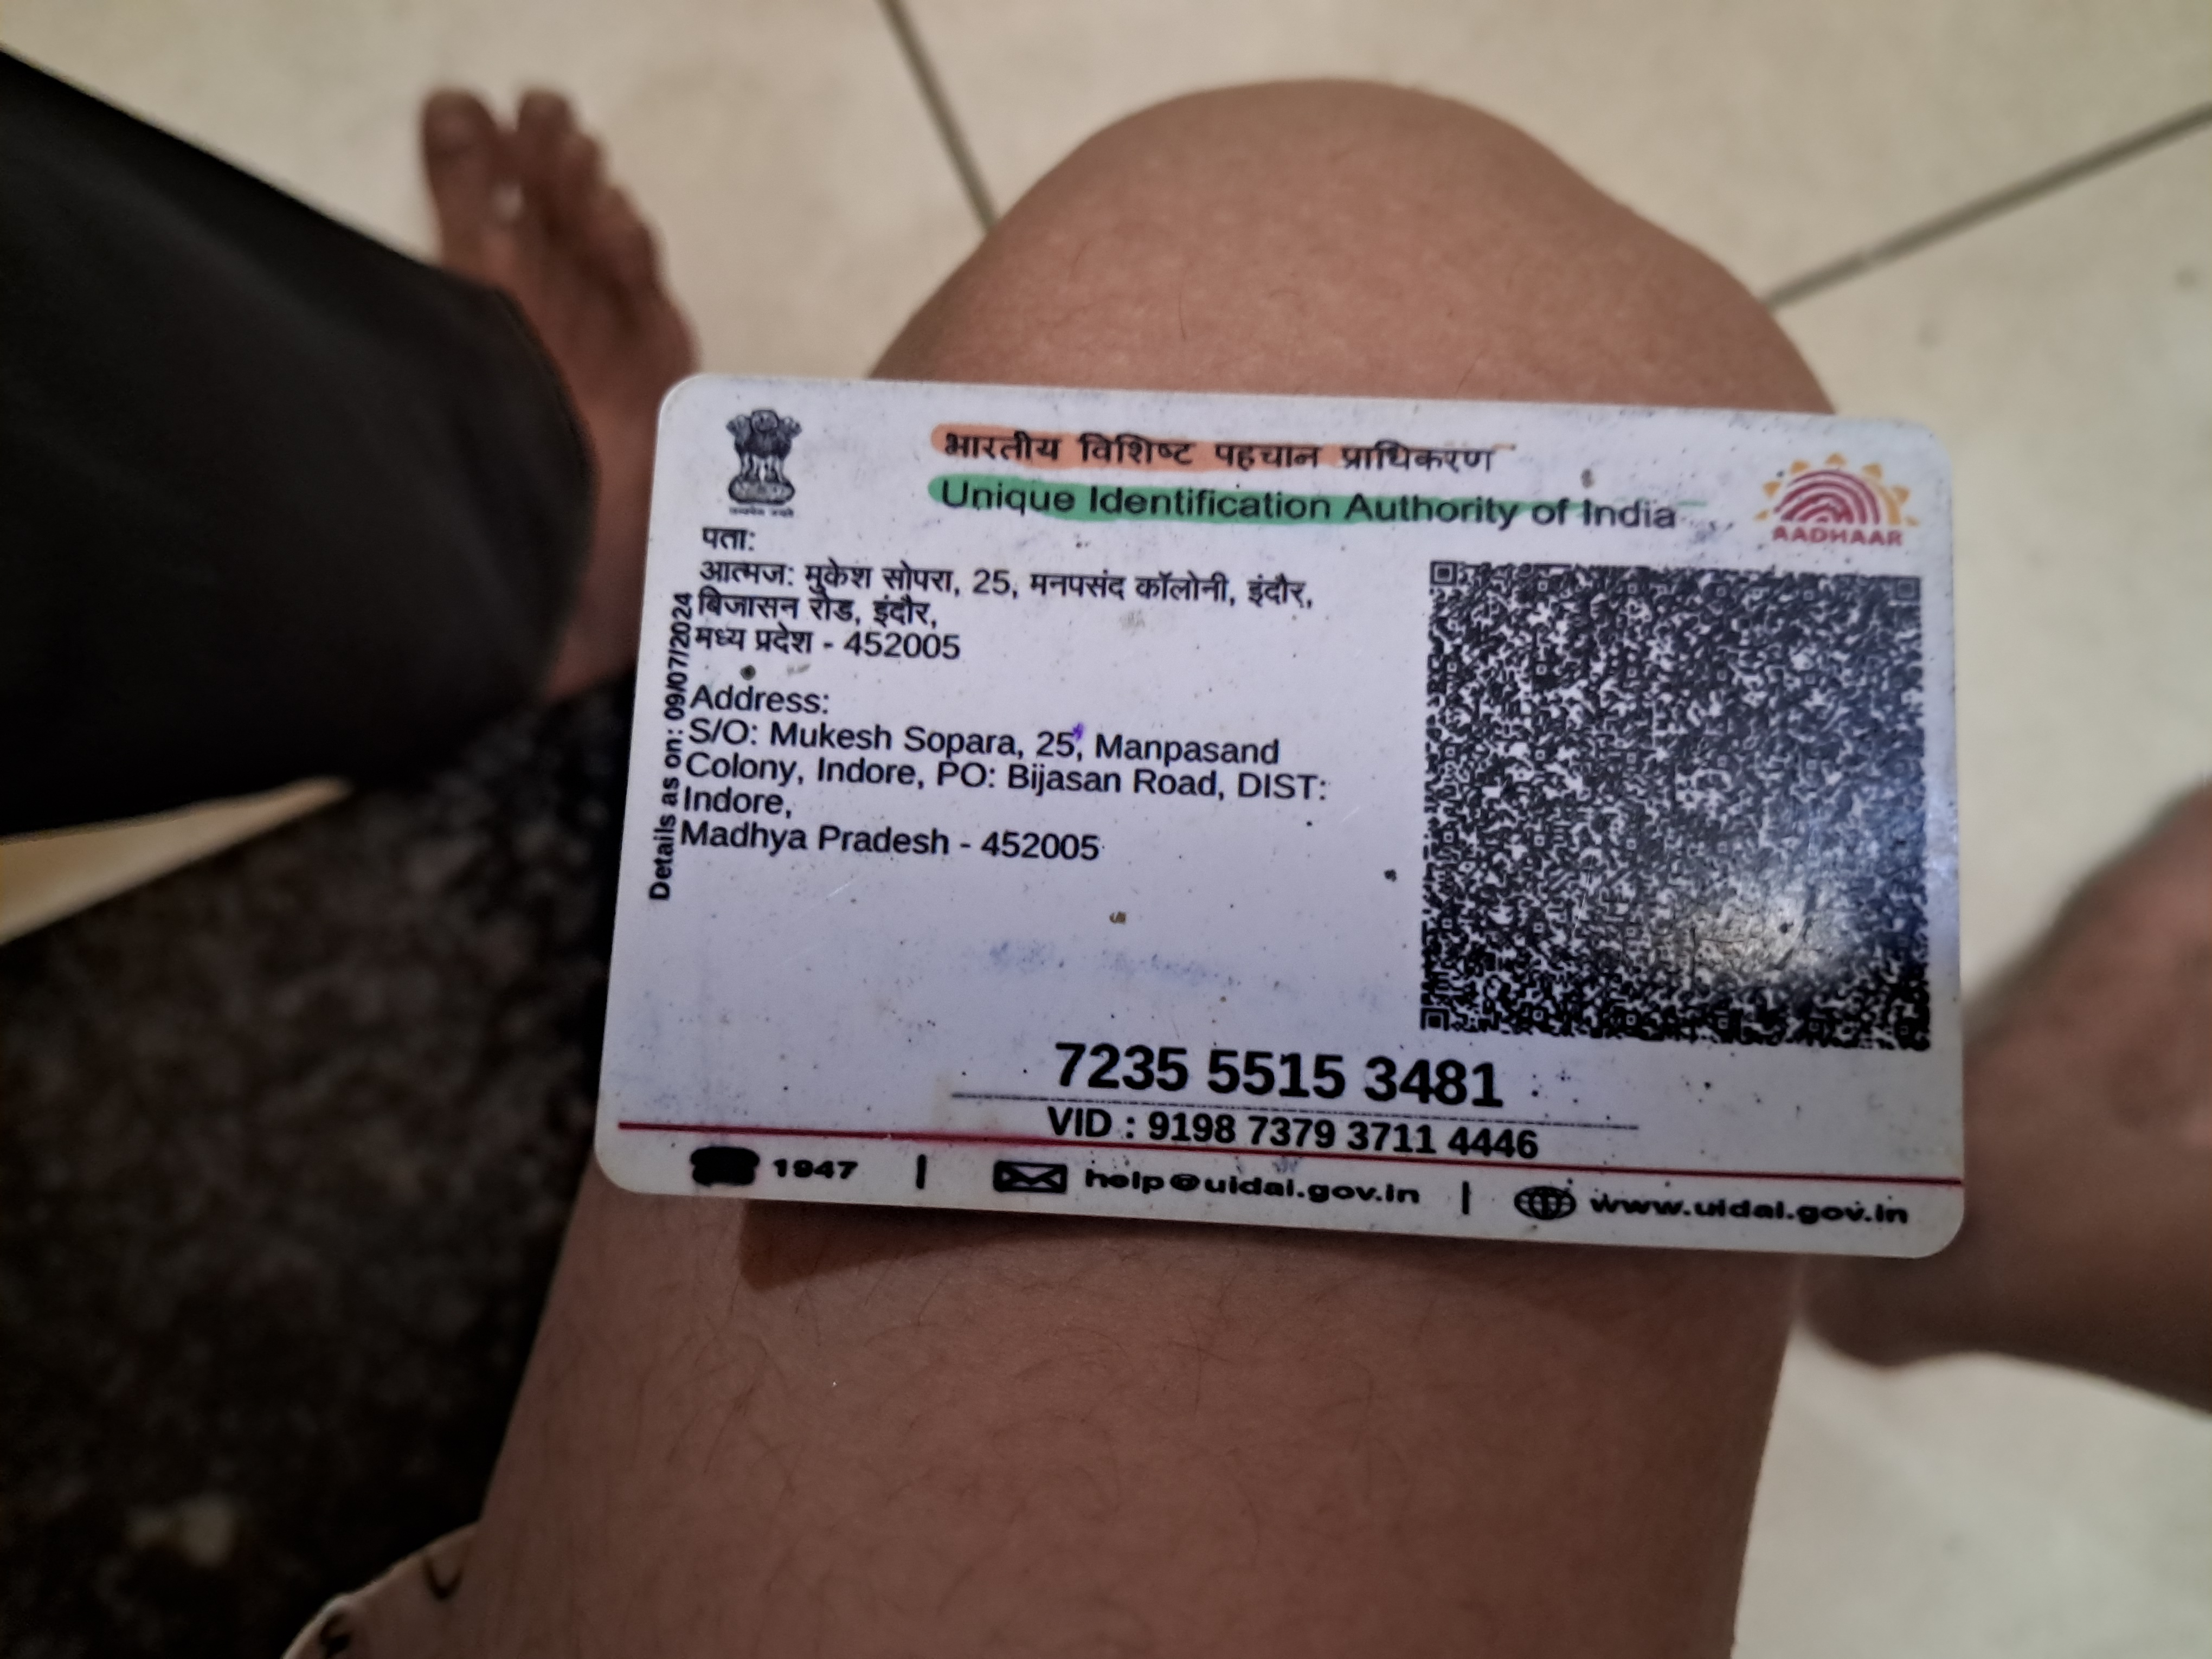 भारतीय विशिष्ट पहचान प्राधिकरण
Unique Identification Authority of India
AADHAAR
पता:
आत्मज: मुकेश सोपरा, 25, मनपसंद कॉलोनी, इंदौर,
बिजासन रोड, इंदौर,
मध्य प्रदेश - 452005
Address:
S/O: Mukesh Sopara, 25, Manpasand
Colony, Indore, PO: Bijasan Road, DIST:
Indore,
Madhya Pradesh - 452005
Details as on: 09/07/2024
7235 5515 3481
VID : 9198 7379 3711 4446
1947 | help@uidai.gov.in | www.uidai.gov.in